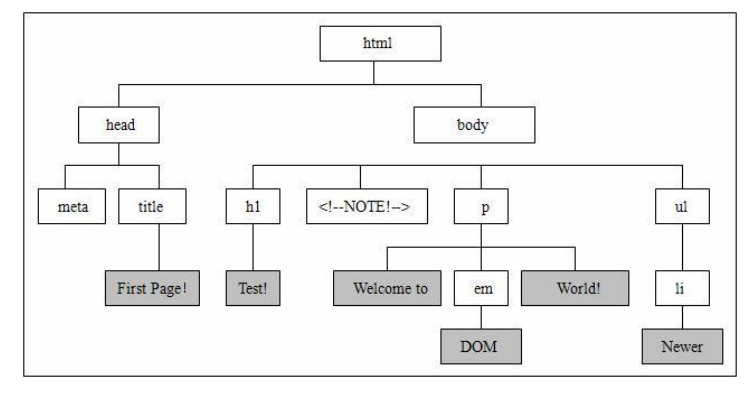 html
head
body
meta
title
h1
<!--NOTE!-->
p
ul
First Page!
Test!
Welcome to
em
World!
li
DOM
Newer